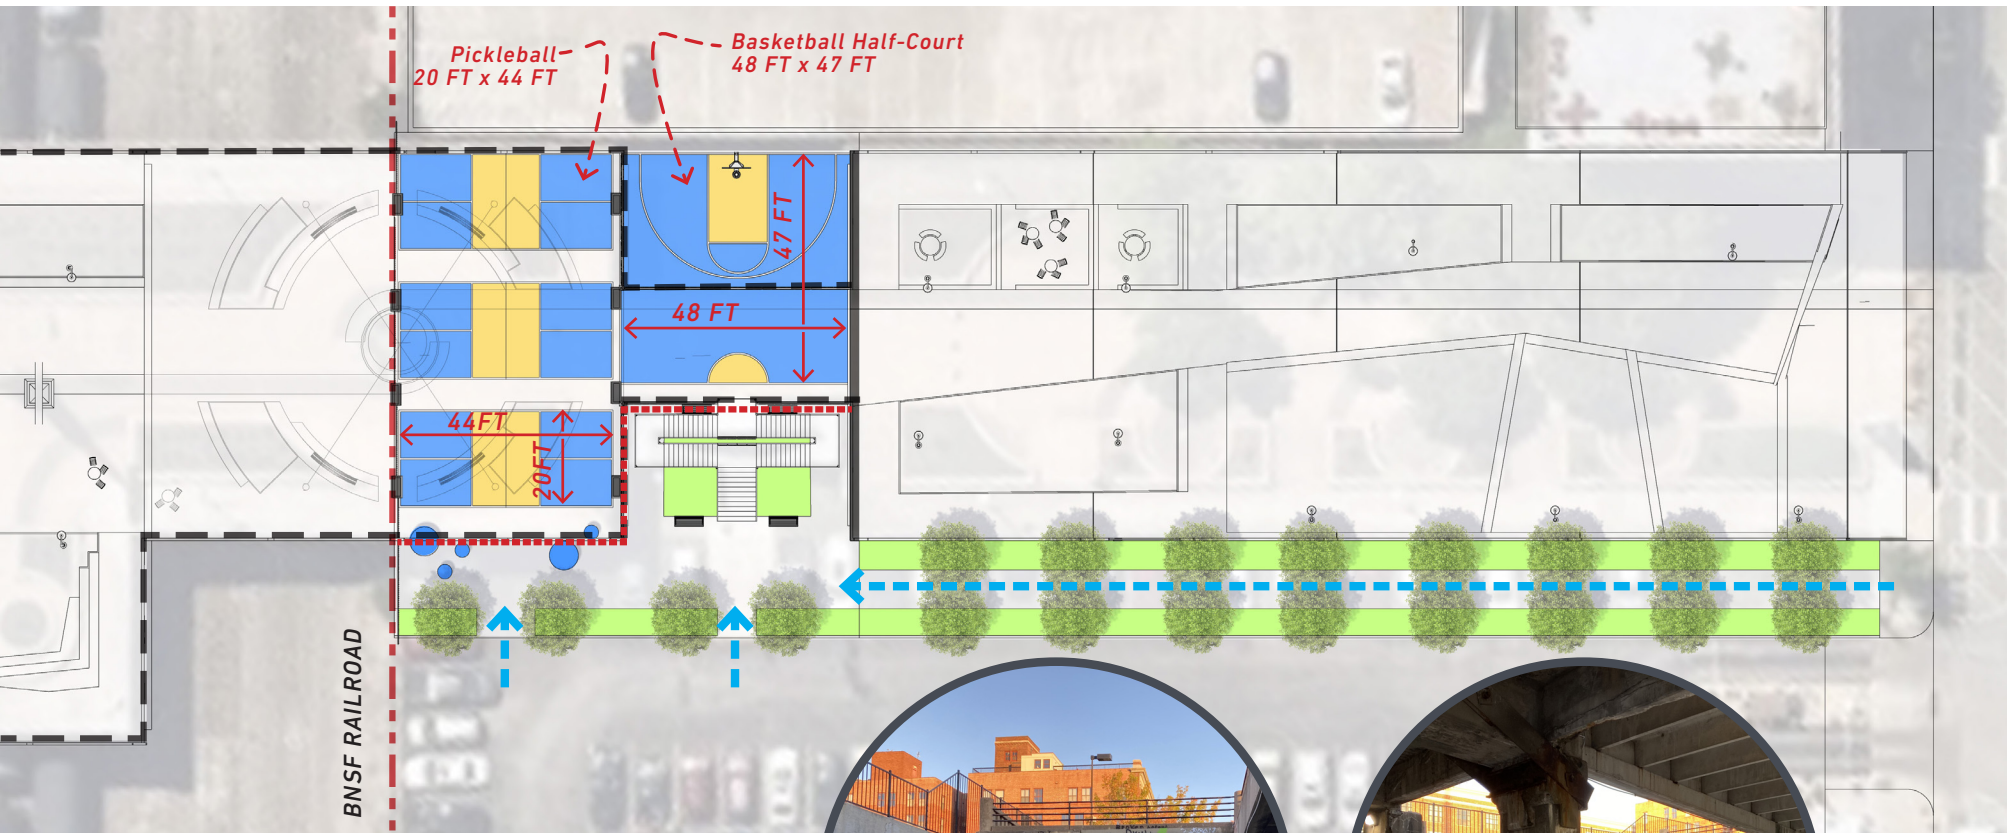 Pickleball
20 FT x 44 FT
Basketball Half-Court
48 FT x 47 FT
47 FT
48 FT
44FT
20FT
BNSF RAILROAD